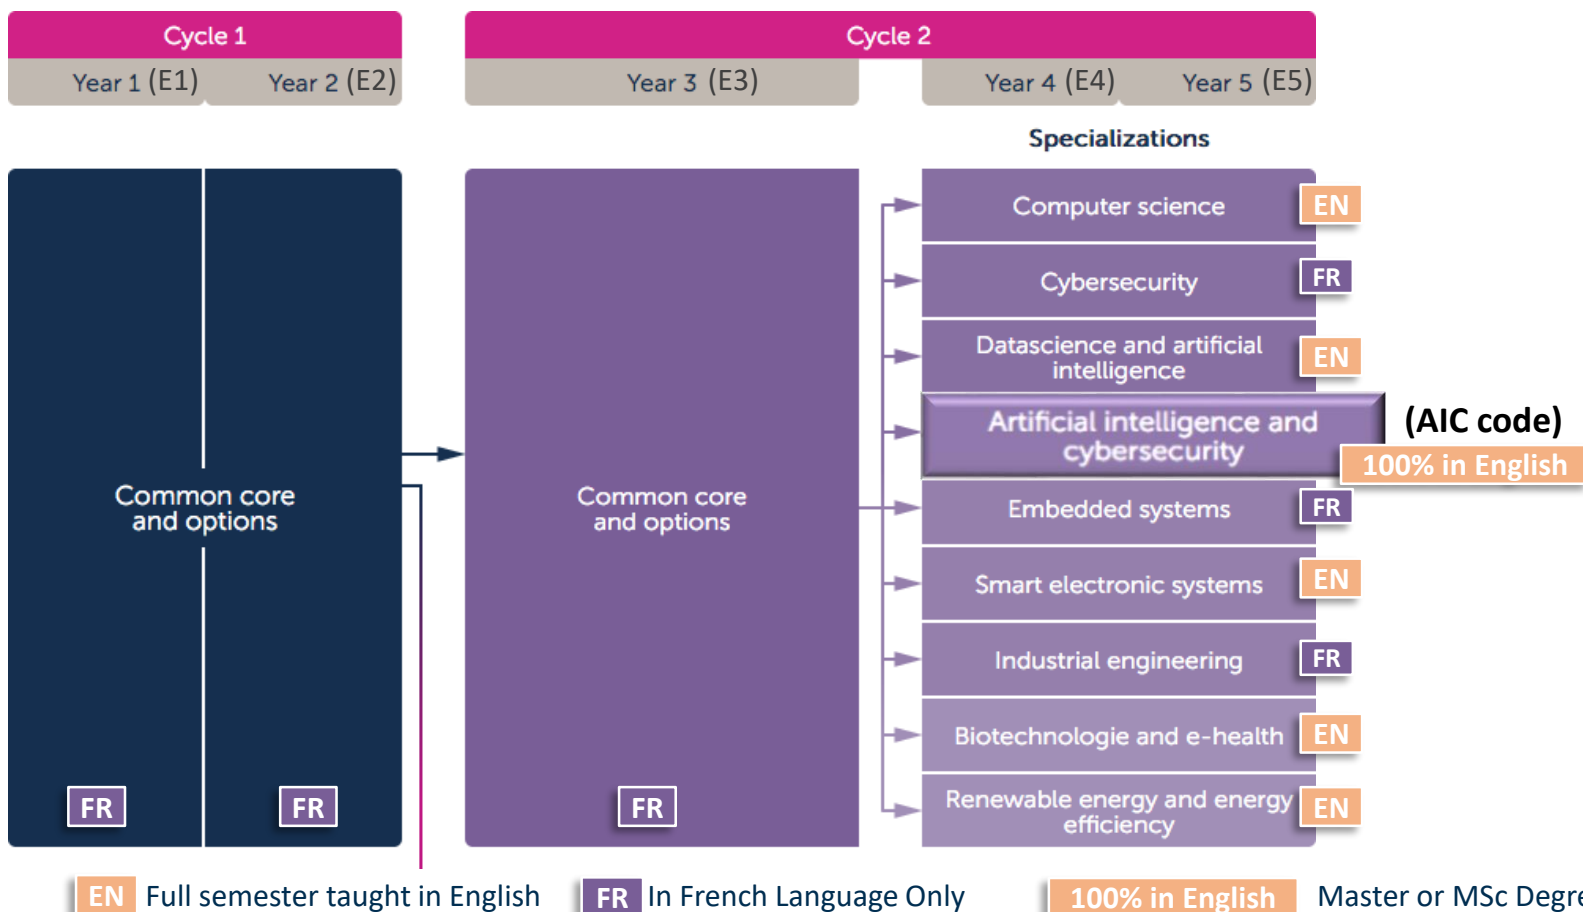 Cycle 1
Cycle 2
Year 1 (E1)
Year 2 (E2)
Year 3 (E3)
Year 4 (E4)
Year 5 (E5)
Specializations
Computer science
EN
Cybersecurity
FR
Datascience and artificial
intelligence
EN
Artificial intelligence and
cybersecurity
(AIC code)
100% in English
Common core
and options
Common core
and options
Embedded systems
FR
Smart electronic systems
EN
Industrial engineering
FR
Biotechnologie and e-health
EN
Renewable energy and energy
efficiency
EN
FR
FR
FR
EN Full semester taught in English
FR In French Language Only
100% in English Master or MSc Degre